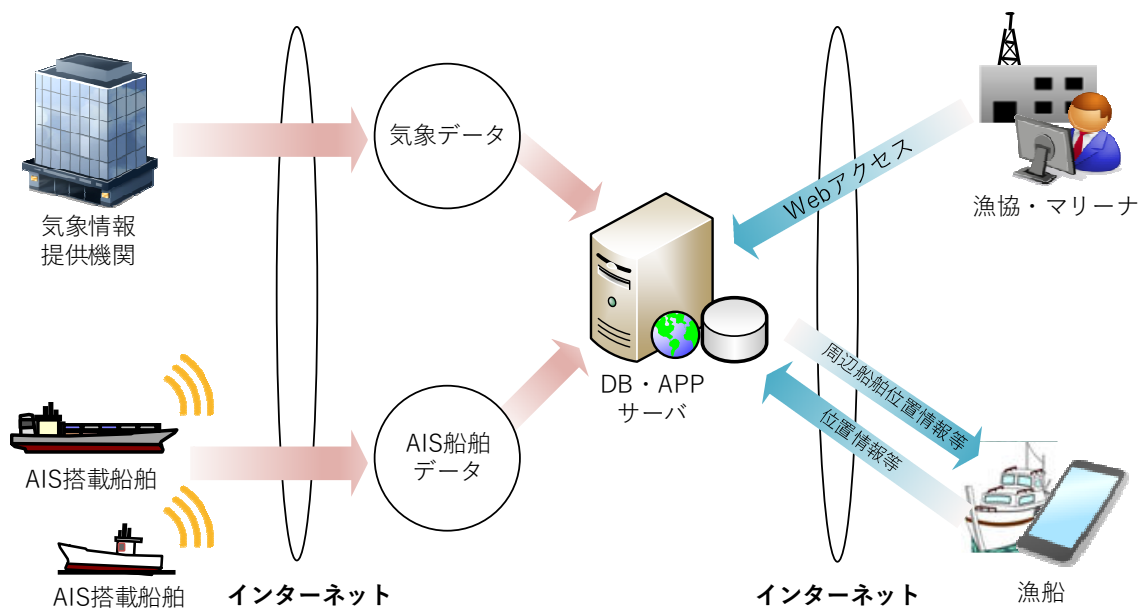 気象情報
提供機関
気象データ
Webアクセス
漁協・マリーナ
DB・APP
サーバ
周辺船舶位置情報等
位置情報等
AIS搭載船舶
AIS船舶
データ
AIS搭載船舶
インターネット
インターネット
漁船